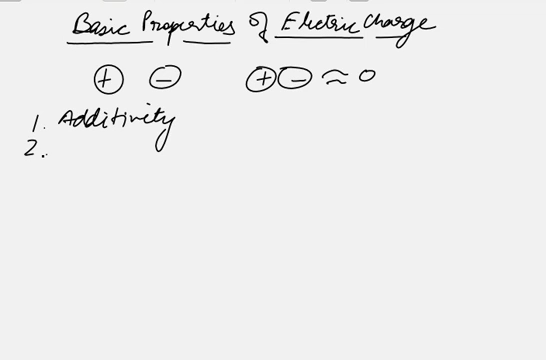 Basic Properties of Electric Charge
+ - + - ≈ 0
1. Additivity
2.